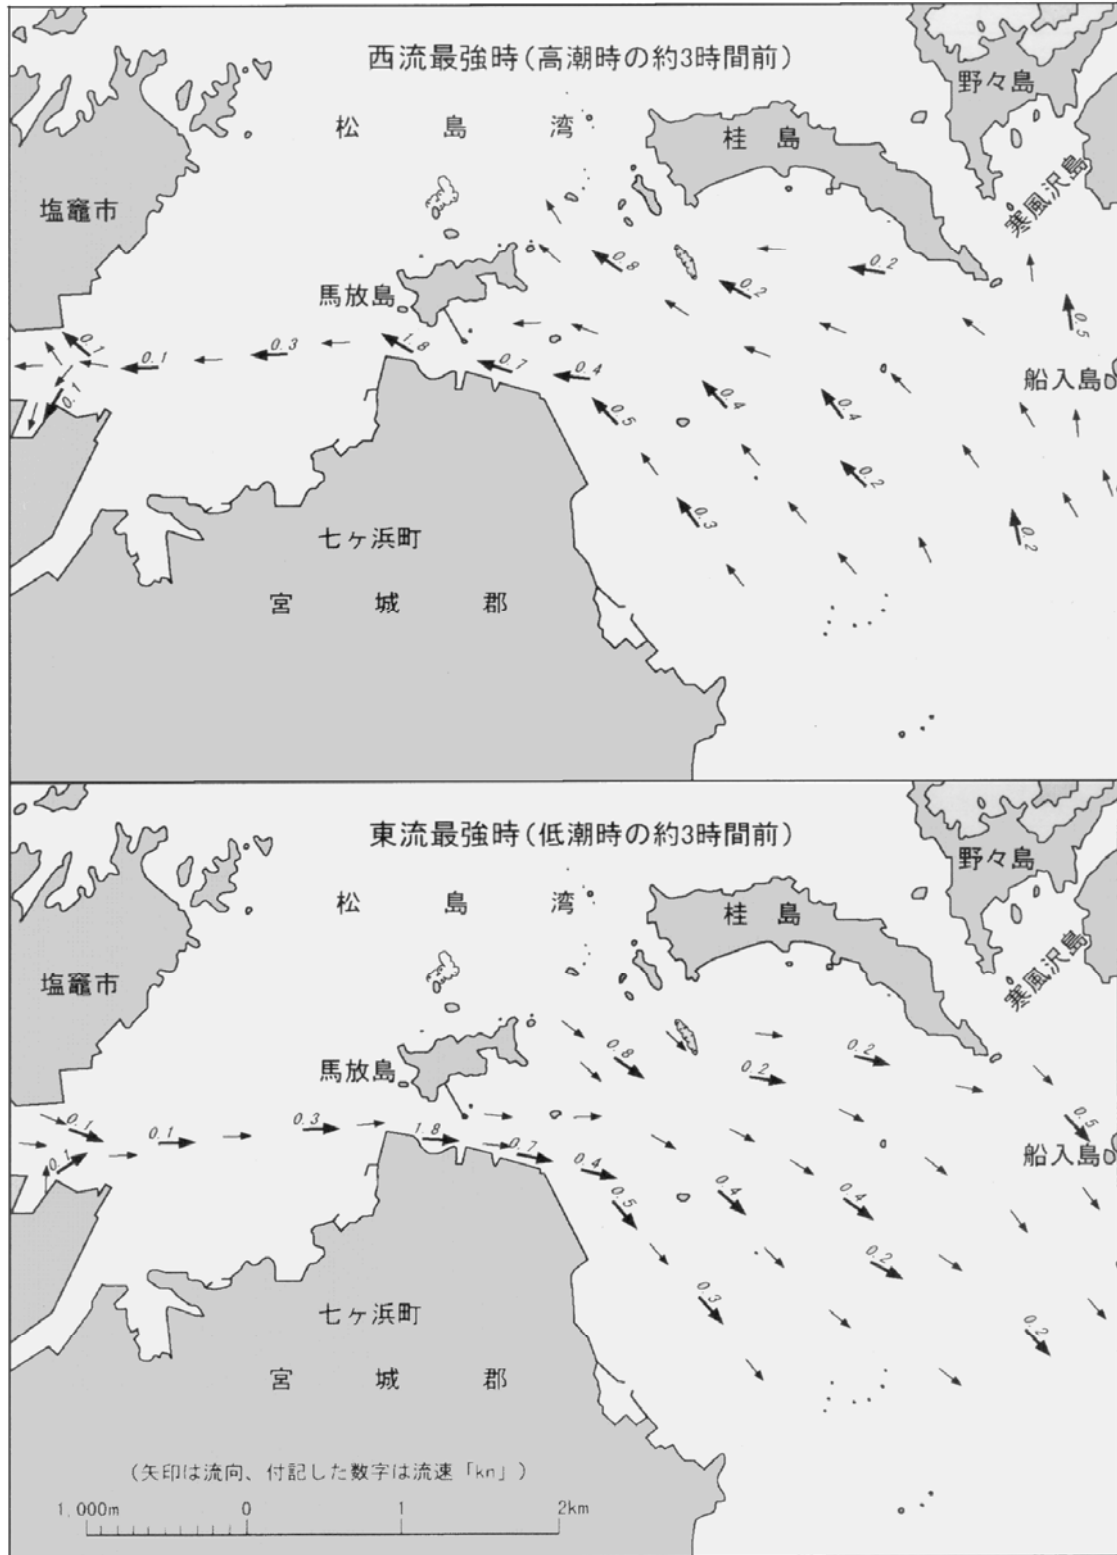 西流最強時(高潮時の約3時間前)
野々島
松島湾
桂島
塩竈市
寒風沢島
0.8
0.2
0.2
馬放島
0.5
0.1
0.3
1.8
0.1
0.7
0.4
船入島
0.1
0.5
0.4
0.4
0.2
0.3
0.2
七ヶ浜町
宮城郡
東流最強時(低潮時の約3時間前)
野々島
松島湾
桂島
塩竈市
寒風沢島
馬放島
0.8
0.2
0.2
0.1
0.1
0.3
1.8
0.7
0.5
0.1
0.4
船入島
0.5
0.4
0.4
0.2
0.3
0.2
七ヶ浜町
宮城郡
(矢印は流向、付記した数字は流速「kn」)
1,000m 0 1 2km